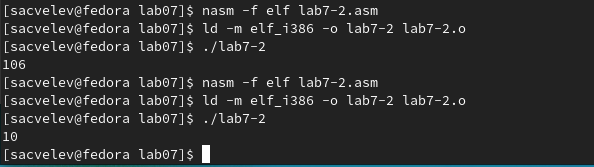 [sacvelev@fedora lab07]$ nasm -f elf lab7-2.asm
[sacvelev@fedora lab07]$ ld -m elf_i386 -o lab7-2 lab7-2.o
[sacvelev@fedora lab07]$ ./lab7-2
106
[sacvelev@fedora lab07]$ nasm -f elf lab7-2.asm
[sacvelev@fedora lab07]$ ld -m elf_i386 -o lab7-2 lab7-2.o
[sacvelev@fedora lab07]$ ./lab7-2
10
[sacvelev@fedora lab07]$